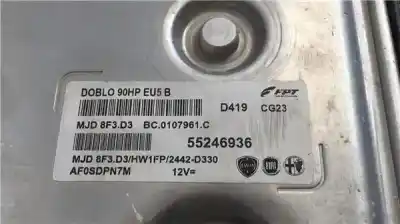 DOBLO 90HP EU5 B
FPT
D419 CG23
MJD 8F3.D3 BC.0107961.C
55246936
MJD 8F3.D3/HW1FP/2442-D330
AF0SDPN7M 12V=
FIAT